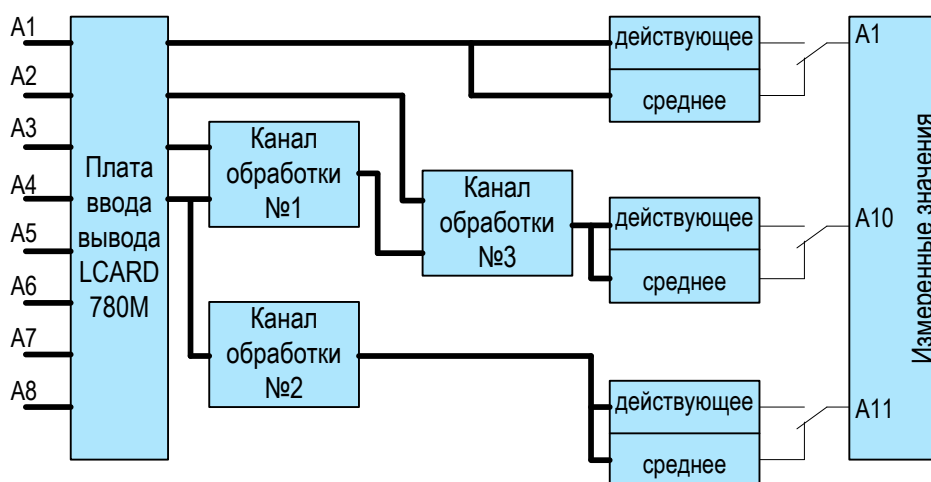 A1
A2
A3
A4
A5
A6
A7
A8
Плата
ввода
вывода
LCARD
780M
Канал
обработки
№1
Канал
обработки
№2
Канал
обработки
№3
действующее
среднее
действующее
среднее
действующее
среднее
A1
A10
A11
Измеренные значения